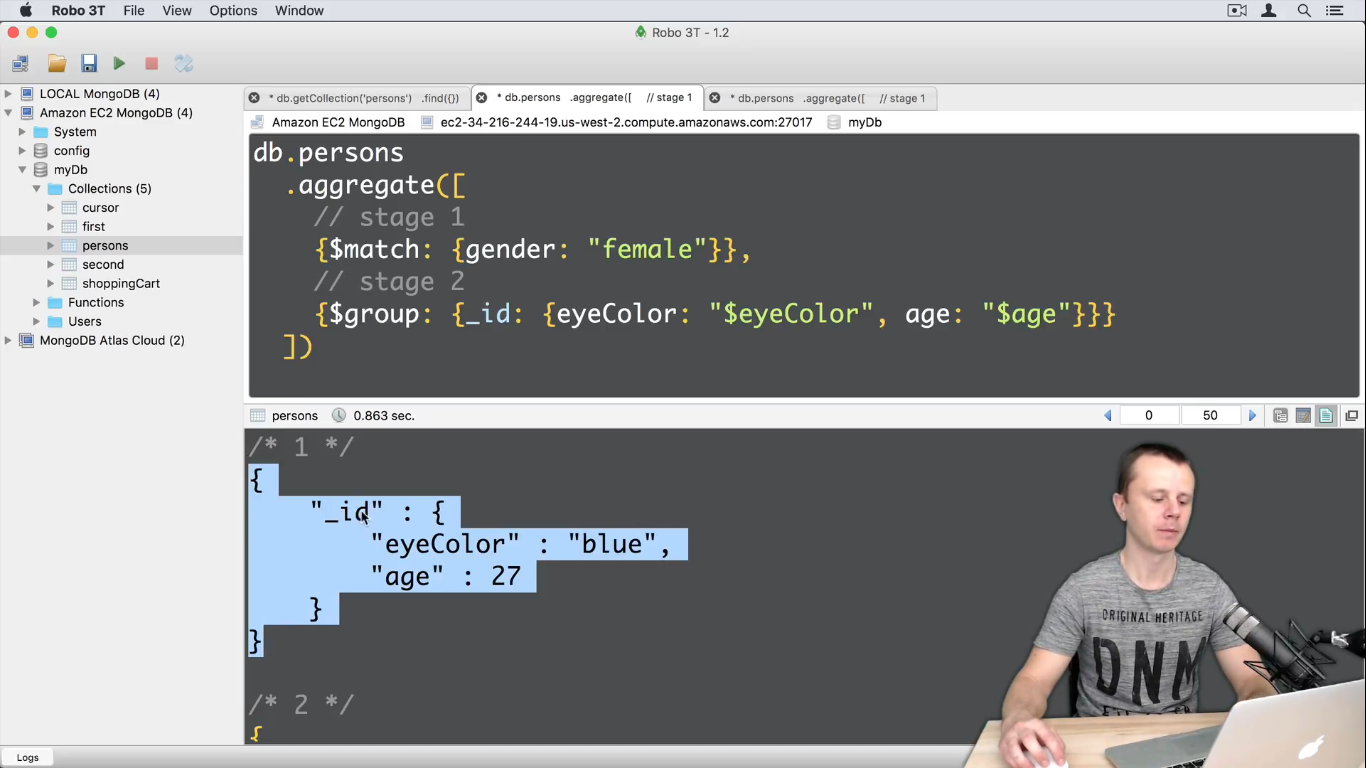 Robo 3T File View Options Window
Robo 3T - 1.2
LOCAL MongoDB (4)
Amazon EC2 MongoDB (4)
System
config
myDb
Collections (5)
cursor
first
persons
second
shoppingCart
Functions
Users
MongoDB Atlas Cloud (2)
* db.getCollection('persons') .find({})
* db.persons .aggregate([ // stage 1
* db.persons .aggregate([ // stage 1
Amazon EC2 MongoDB ec2-34-216-244-19.us-west-2.compute.amazonaws.com:27017 myDb
db.persons
.aggregate([
// stage 1
{$match: {gender: "female"}},
// stage 2
{$group: {_id: {eyeColor: "$eyeColor", age: "$age"}}}
])
persons 0.863 sec. 0 50
/* 1 */
{
"_id" : {
"eyeColor" : "blue",
"age" : 27
}
}
/* 2 */
{
ORIGINAL HERITAGE
DNM
Logs